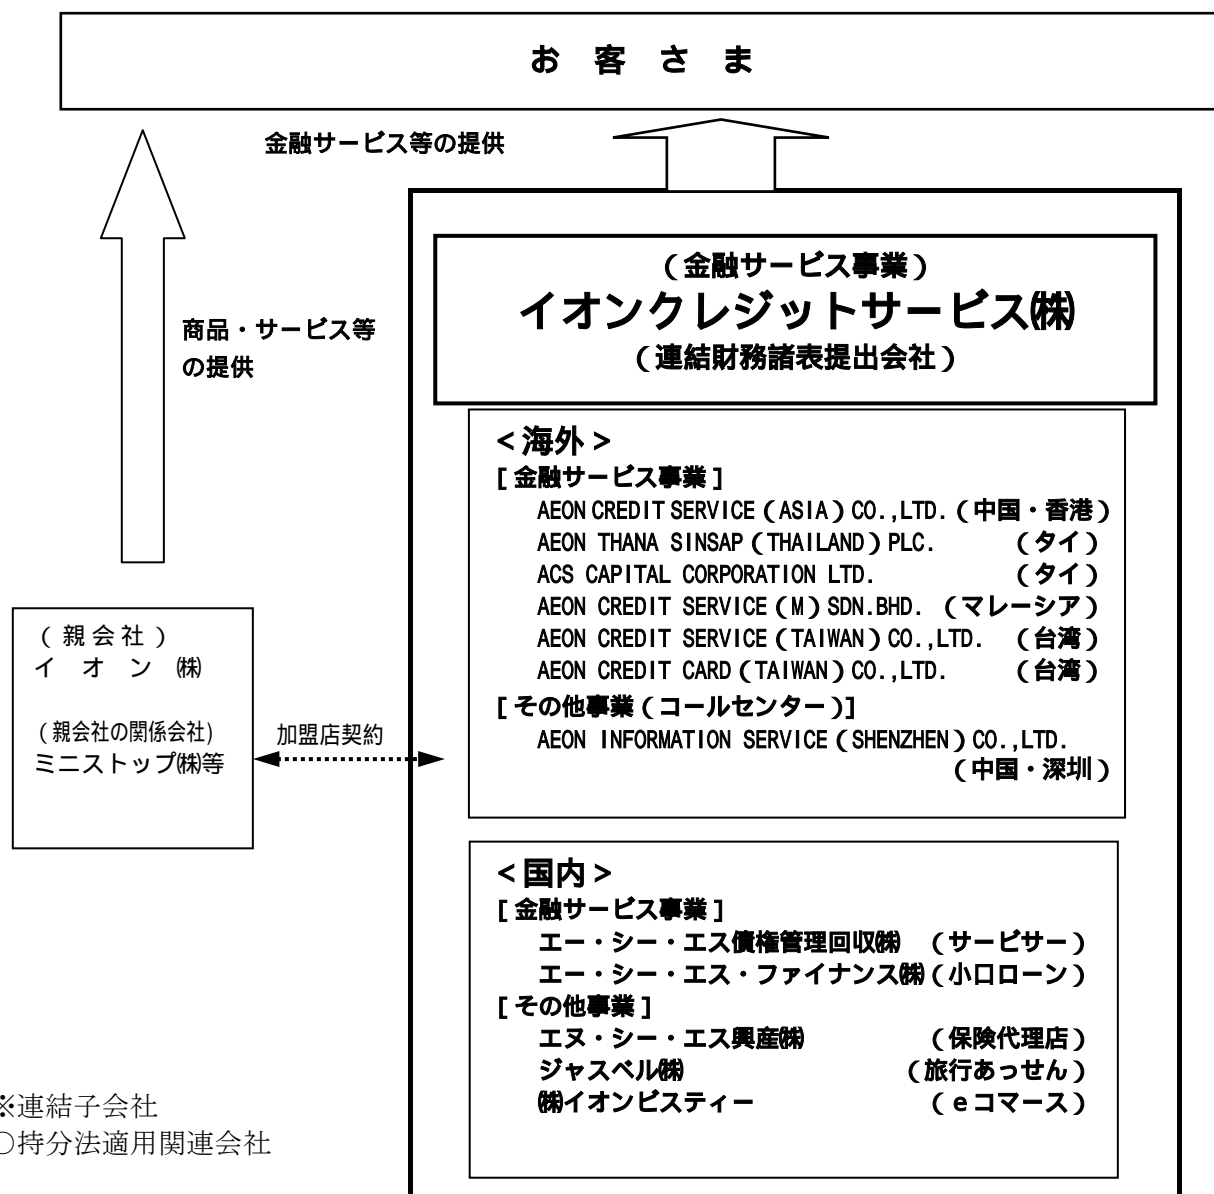 お 客 さ ま
金融サービス等の提供
商品・サービス等
の提供
（金融サービス事業）
イオンクレジットサービス㈱
（連結財務諸表提出会社）
＜海外＞
[ 金融サービス事業 ]
AEON CREDIT SERVICE（ASIA）CO.,LTD.（中国・香港）
AEON THANA SINSAP（THAILAND）PLC. （タイ）
ACS CAPITAL CORPORATION LTD. （タイ）
AEON CREDIT SERVICE（M）SDN.BHD. （マレーシア）
AEON CREDIT SERVICE（TAIWAN）CO.,LTD. （台湾）
AEON CREDIT CARD（TAIWAN）CO.,LTD. （台湾）
[ その他事業（コールセンター）]
AEON INFORMATION SERVICE（SHENZHEN）CO.,LTD.
（中国・深圳）
（親会社）
イ オ ン ㈱
（親会社の関係会社）
ミニストップ㈱等
加盟店契約
＜国内＞
[ 金融サービス事業 ]
エー・シー・エス債権管理回収㈱ （サービサー）
エー・シー・エス・ファイナンス㈱（小口ローン）
[ その他事業 ]
エヌ・シー・エス興産㈱ （保険代理店）
ジャスベル㈱ （旅行あっせん）
㈱イオンビスティー （eコマース）
※連結子会社
○持分法適用関連会社